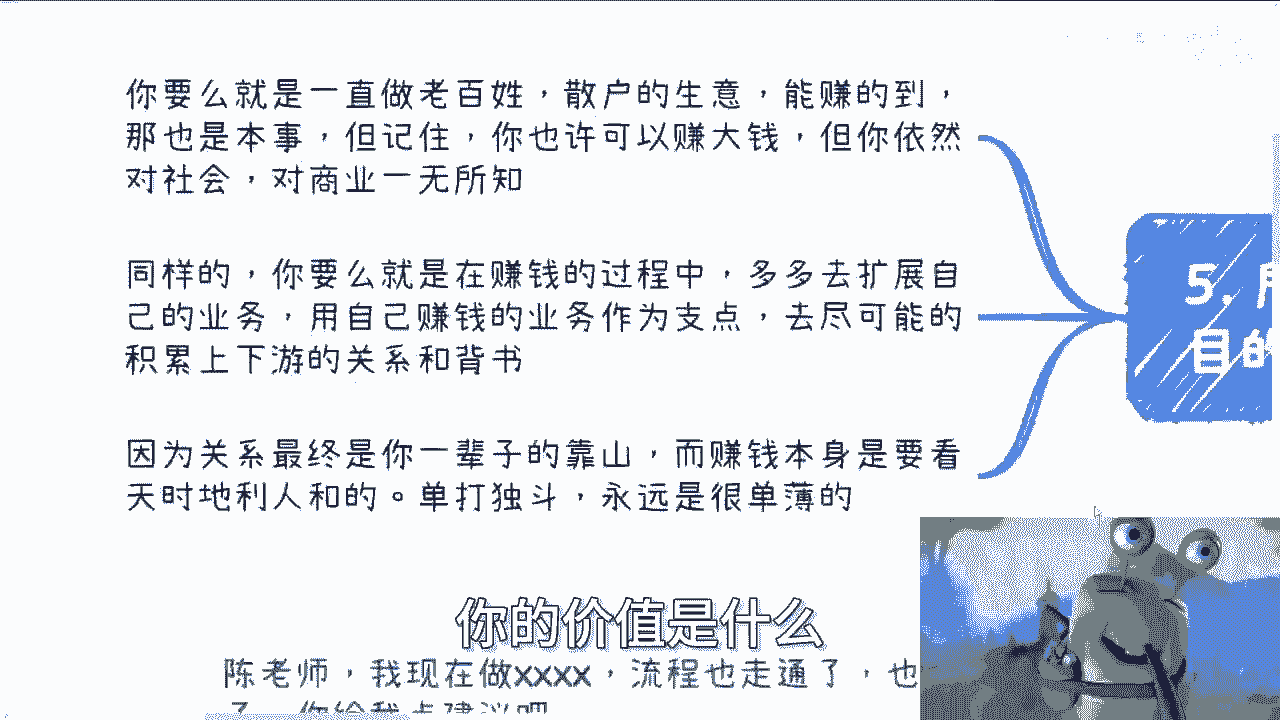 你要么就是一直做老百姓，散户的生意，能赚的到，
那也是本事，但记住，你也许可以赚大钱，但你依然
对社会，对商业一无所知
同样的，你要么就是在赚钱的过程中，多多去扩展自
己的业务，用自己赚钱的业务作为支点，去尽可能的
积累上下游的关系和背书
因为关系最终是你一辈子的靠山，而赚钱本身是要看
天时地利人和的。单打独斗，永远是很单薄的
5.
目的
你的价值是什么
陈老师，我现在做XXXX，流程也走通了，也
了，你给我点建议吧